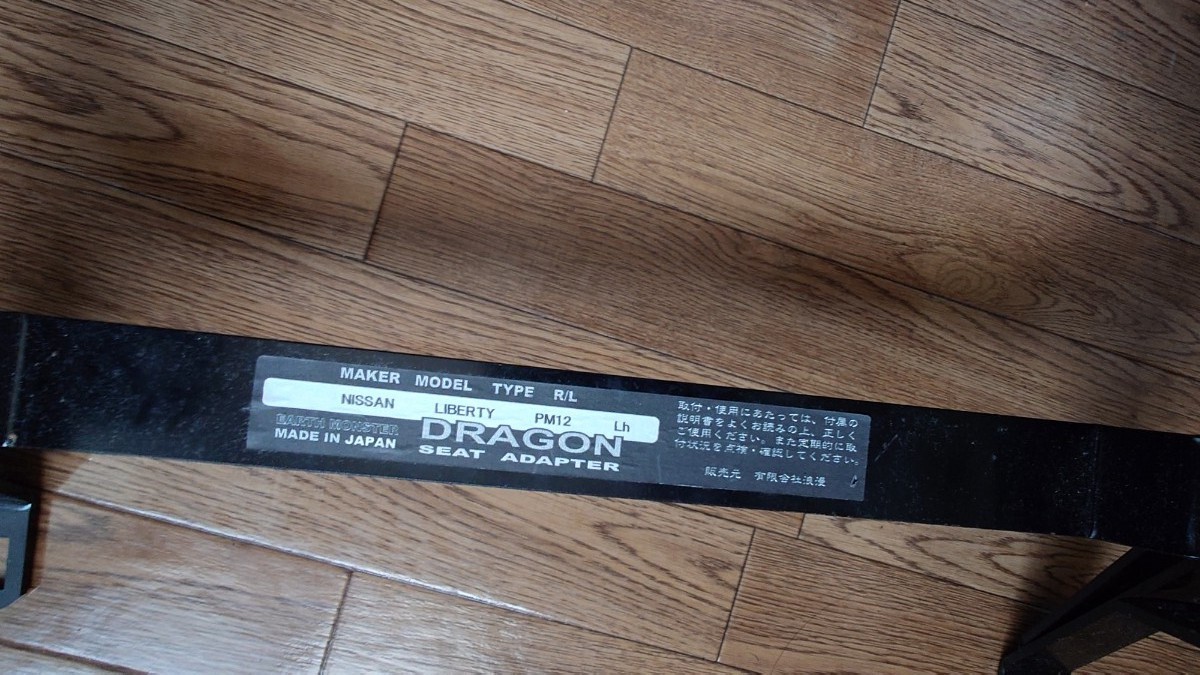 MAKER MODEL TYPE R/L
NISSAN LIBERTY PM12 Lh
EARTH MONSTER
MADE IN JAPAN
DRAGON
SEAT ADAPTER
取付・使用にあたっては、付属の
説明書をよくお読みの上、正しく
ご使用ください。また定期的に取
付状況を点検・確認してください。
販売元 有限会社浪漫